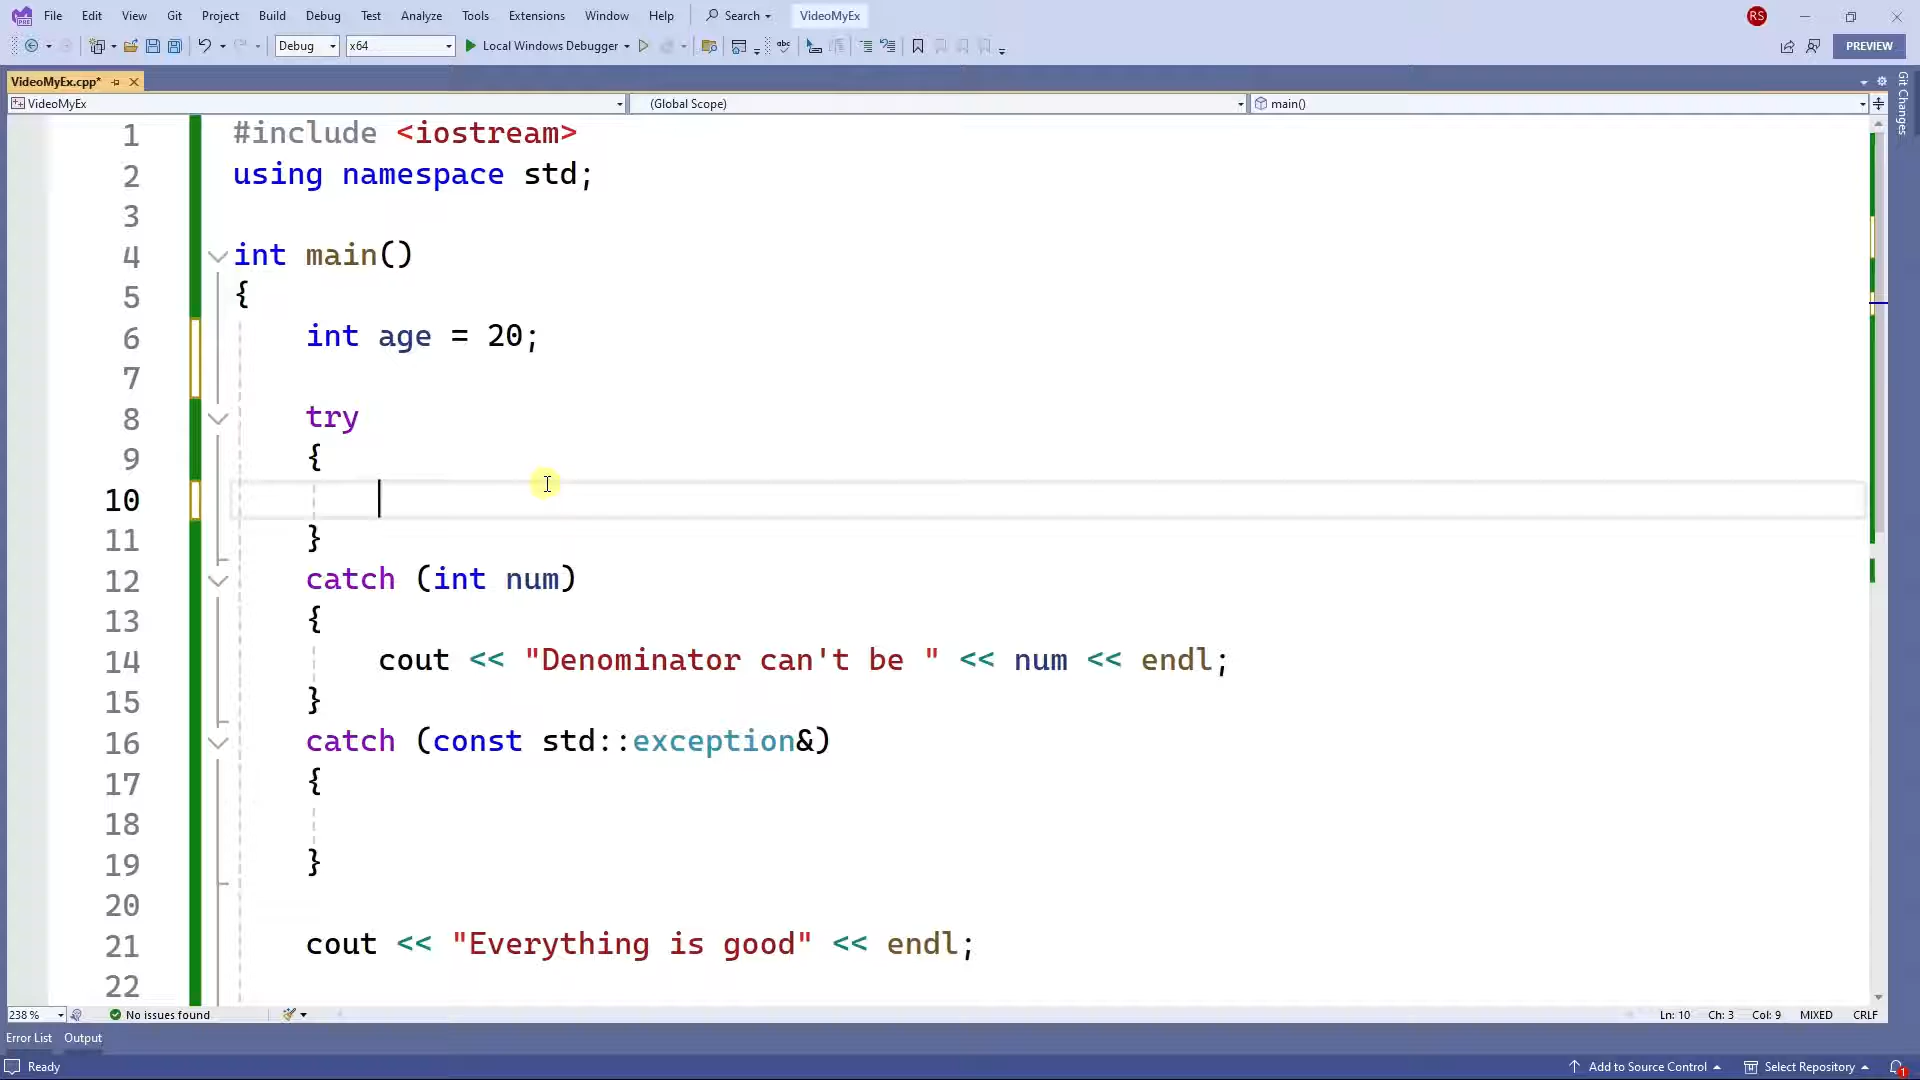 File Edit View Git Project Build Debug Test Analyze Tools Extensions Window Help Search VideoMyEx RS
Debug x64 Local Windows Debugger PREVIEW
VideoMyEx.cpp* Git Changes
VideoMyEx (Global Scope) main()
1 #include <iostream>
2 using namespace std;
3
4 int main()
5 {
6 int age = 20;
7
8 try
9 {
10
11 }
12 catch (int num)
13 {
14 cout << "Denominator can't be " << num << endl;
15 }
16 catch (const std::exception&)
17 {
18
19 }
20
21 cout << "Everything is good" << endl;
22
238 % No issues found Ln: 10 Ch: 3 Col: 9 MIXED CRLF
Error List Output
Ready Add to Source Control Select Repository 1